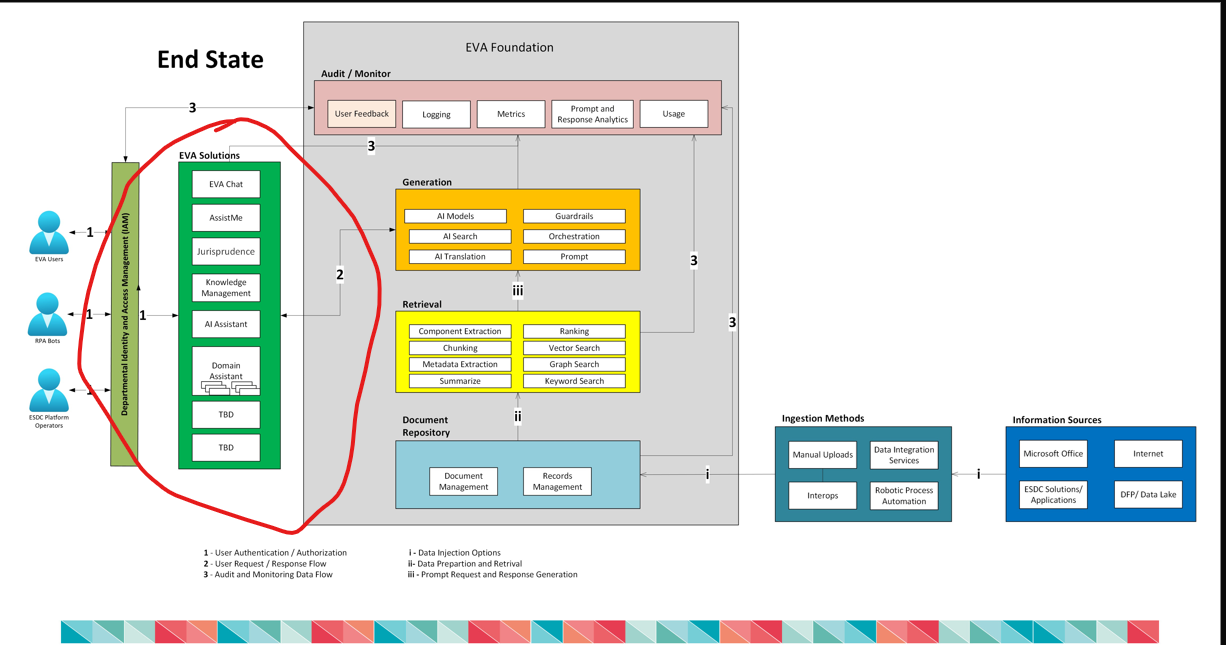 End State
EVA Foundation
Audit / Monitor
User Feedback
Logging
Metrics
Prompt and
Response Analytics
Usage
3
3
EVA Solutions
EVA Chat
AssistMe
Jurisprudence
Knowledge
Management
AI Assistant
Domain
Assistant
TBD
TBD
Departmental Identity and Access Management (IAM)
1
EVA Users
1
RPA Bots
1
ESDC Platform
Operators
1
2
Generation
AI Models
Guardrails
AI Search
Orchestration
AI Translation
Prompt
iii
3
3
Retrieval
Component Extraction
Ranking
Chunking
Vector Search
Metadata Extraction
Graph Search
Summarize
Keyword Search
ii
Document
Repository
Document
Management
Records
Management
i
Ingestion Methods
Manual Uploads
Data Integration
Services
Interops
Robotic Process
Automation
i
Information Sources
Microsoft Office
Internet
ESDC Solutions/
Applications
DFP/ Data Lake
1 - User Authentication / Authorization
2 - User Request / Response Flow
3 - Audit and Monitoring Data Flow
i - Data Injection Options
ii- Data Prepartion and Retrival
iii - Prompt Request and Response Generation